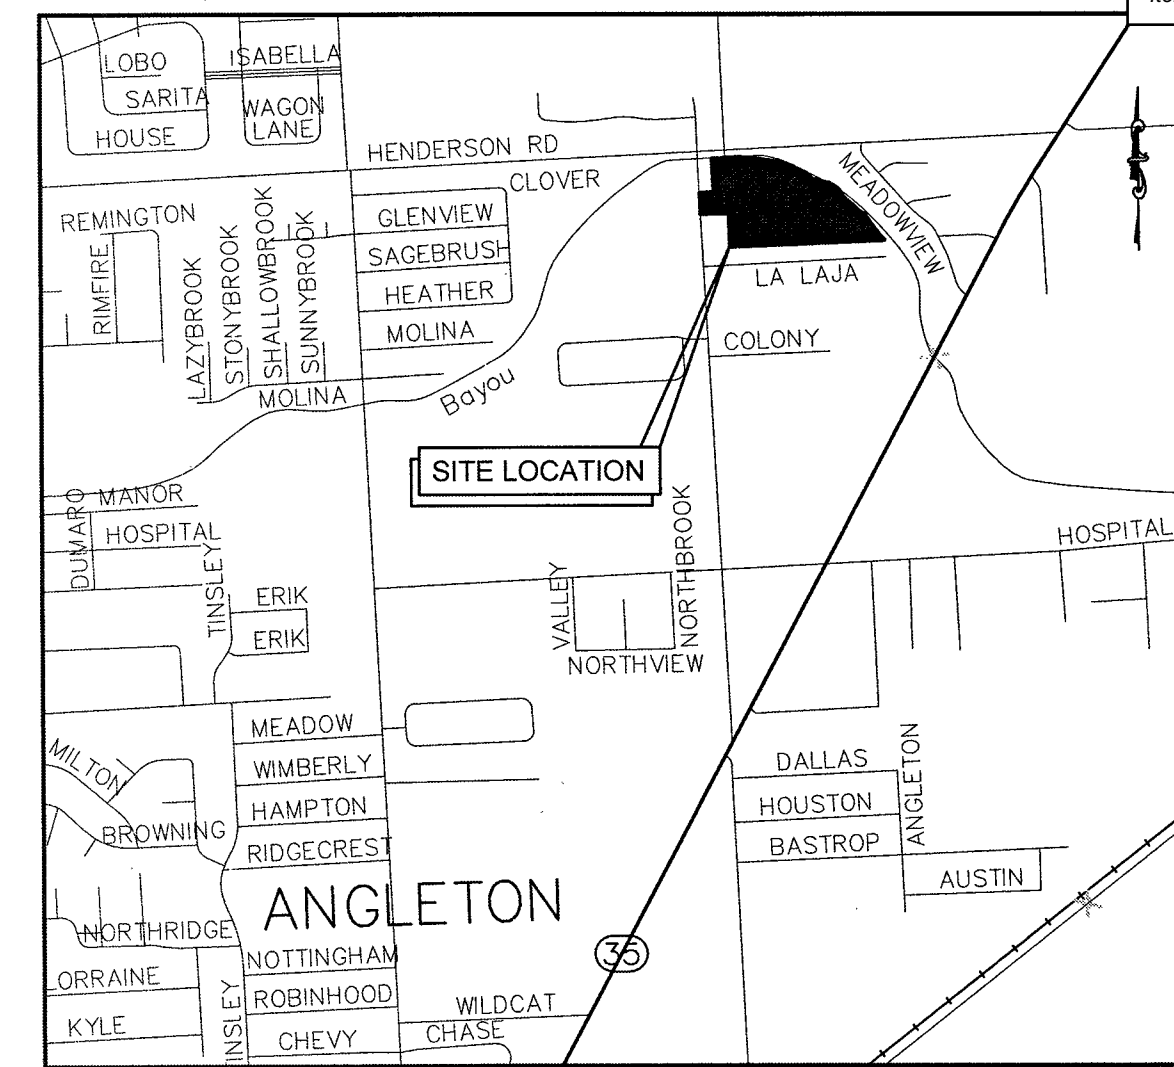 LOBO
ISABELLA
SARITA
WAGON
LANE
HOUSE
HENDERSON RD
CLOVER
MEADOWVIEW
REMINGTON
GLENVIEW
RIMFIRE
LAZYBROOK
STONYBROOK
SHALLOWBROOK
SUNNYBROOK
SAGEBRUSH
HEATHER
LA LAJA
MOLINA
COLONY
MOLINA
Bayou
SITE LOCATION
MANOR
DUMARO
HOSPITAL
HOSPITAL
TINSLEY
ERIK
ERIK
VALLEY
NORTHBROOK
NORTHVIEW
MEADOW
MILTON
WIMBERLY
DALLAS
ANGLETON
HAMPTON
HOUSTON
BROWNING
RIDGECREST
BASTROP
AUSTIN
ANGLETON
NORTHRIDGE
35
NOTTINGHAM
ORRAINE
ROBINHOOD
WILDCAT
KYLE
INSLEY
CHEVY
CHASE